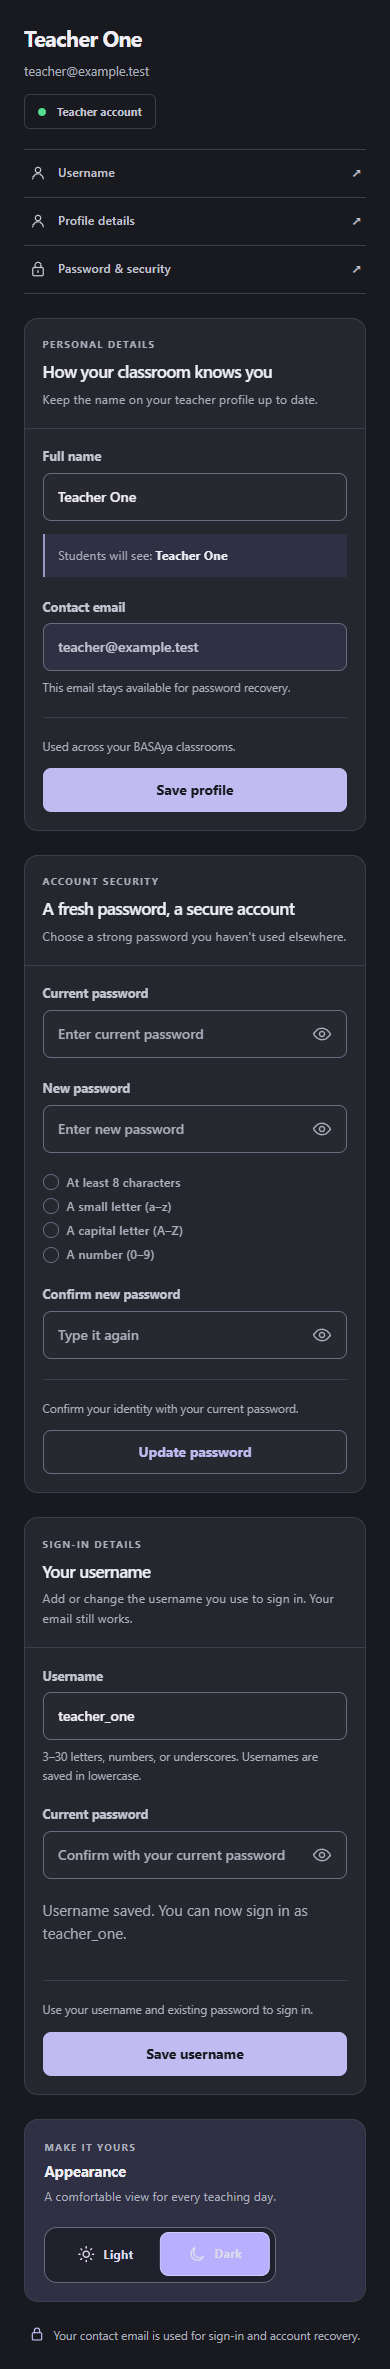 Teacher One
teacher@example.test
Teacher account
Username
Profile details
Password & security
PERSONAL DETAILS
How your classroom knows you
Keep the name on your teacher profile up to date.
Full name
Teacher One
Students will see: Teacher One
Contact email
teacher@example.test
This email stays available for password recovery.
Used across your BASAya classrooms.
Save profile
ACCOUNT SECURITY
A fresh password, a secure account
Choose a strong password you haven't used elsewhere.
Current password
Enter current password
New password
Enter new password
At least 8 characters
A small letter (a–z)
A capital letter (A–Z)
A number (0–9)
Confirm new password
Type it again
Confirm your identity with your current password.
Update password
SIGN-IN DETAILS
Your username
Add or change the username you use to sign in. Your
email still works.
Username
teacher_one
3–30 letters, numbers, or underscores. Usernames are
saved in lowercase.
Current password
Confirm with your current password
Username saved. You can now sign in as
teacher_one.
Use your username and existing password to sign in.
Save username
MAKE IT YOURS
Appearance
A comfortable view for every teaching day.
Light
Dark
Your contact email is used for sign-in and account recovery.